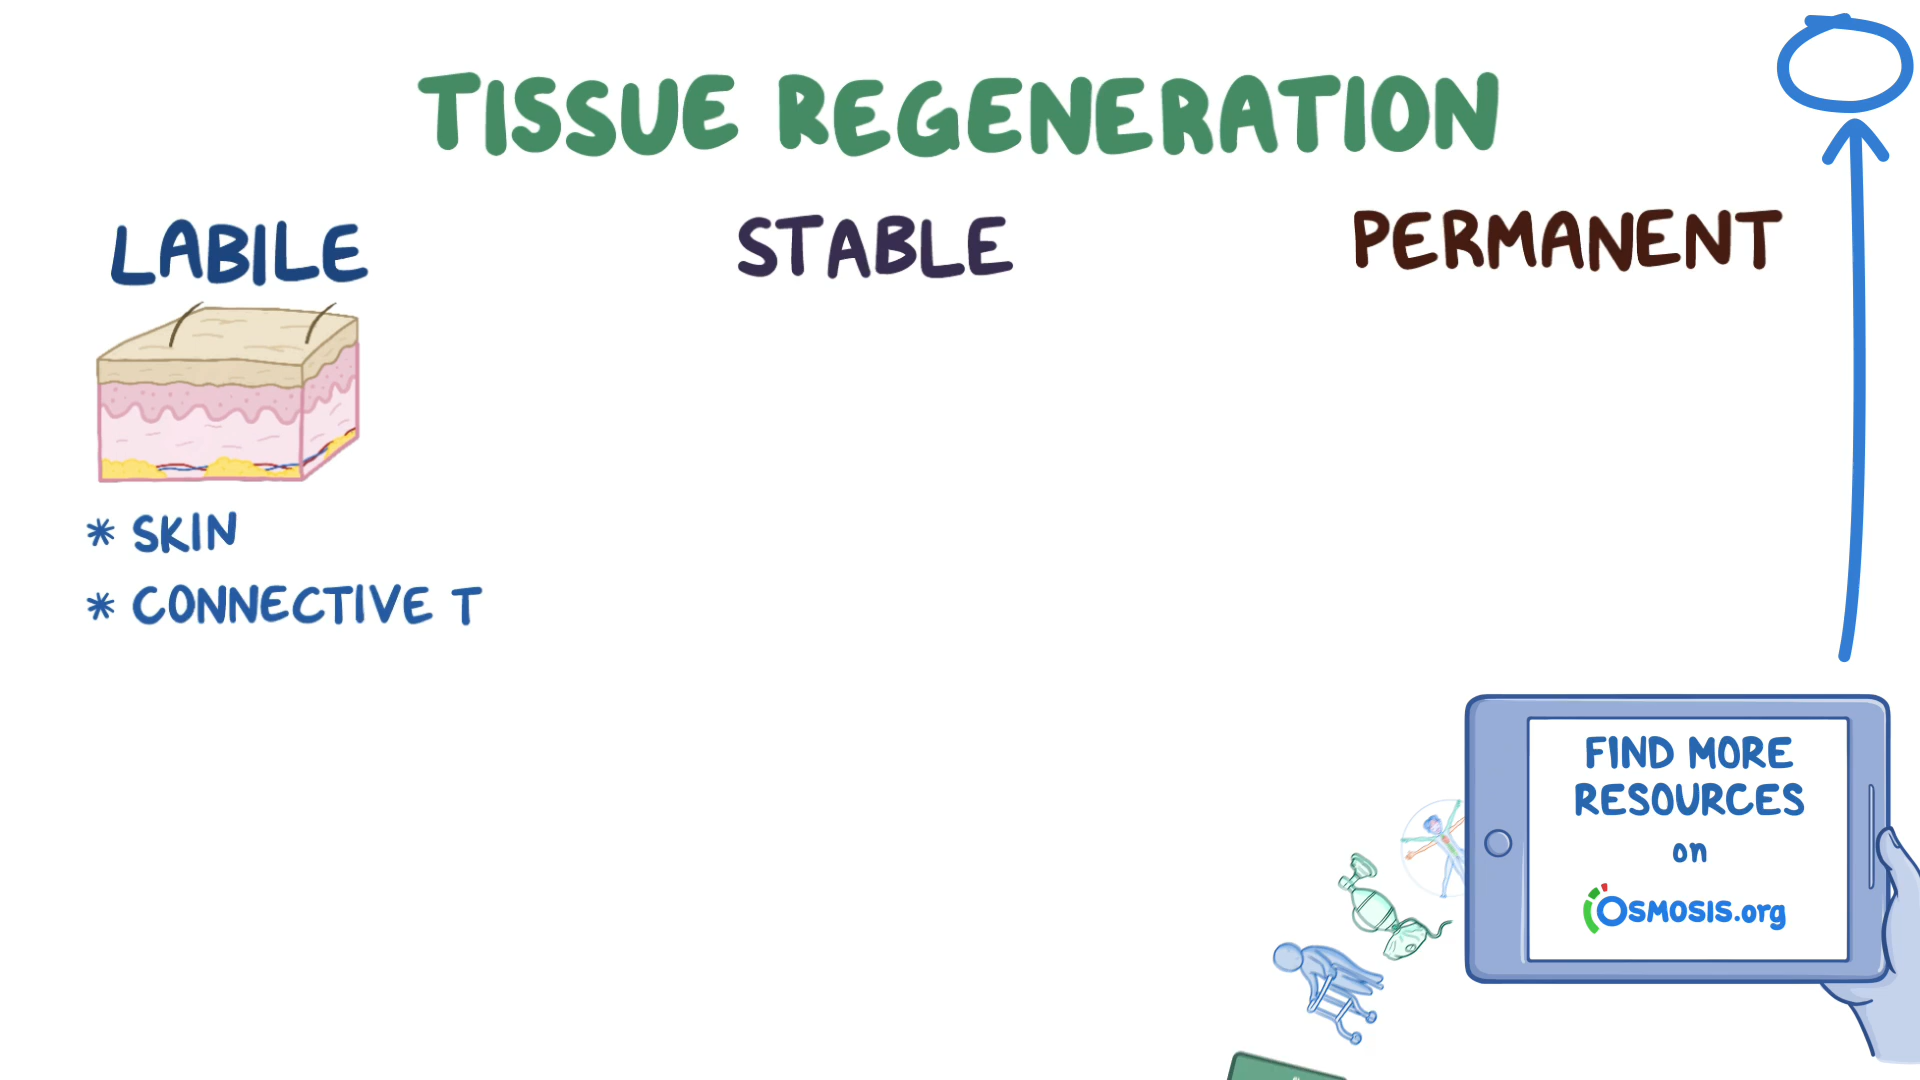 TISSUE REGENERATION
LABILE
STABLE
PERMANENT
* SKIN
* CONNECTIVE T
FIND MORE
RESOURCES
on
OSMOSIS.org